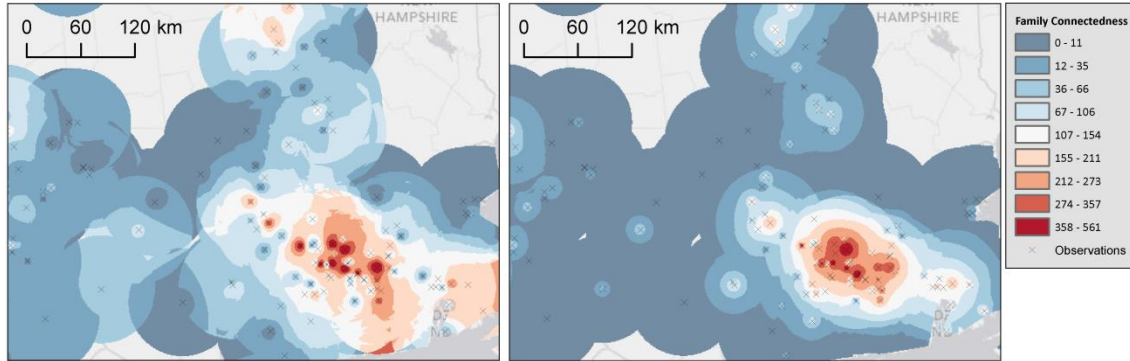 HAMPSHIRE
0 60 120 km
HAMPSHIRE
0 60 120 km
Family Connectedness
0 - 11
12 - 35
36 - 66
67 - 106
107 - 154
155 - 211
212 - 273
274 - 357
358 - 561
Observations